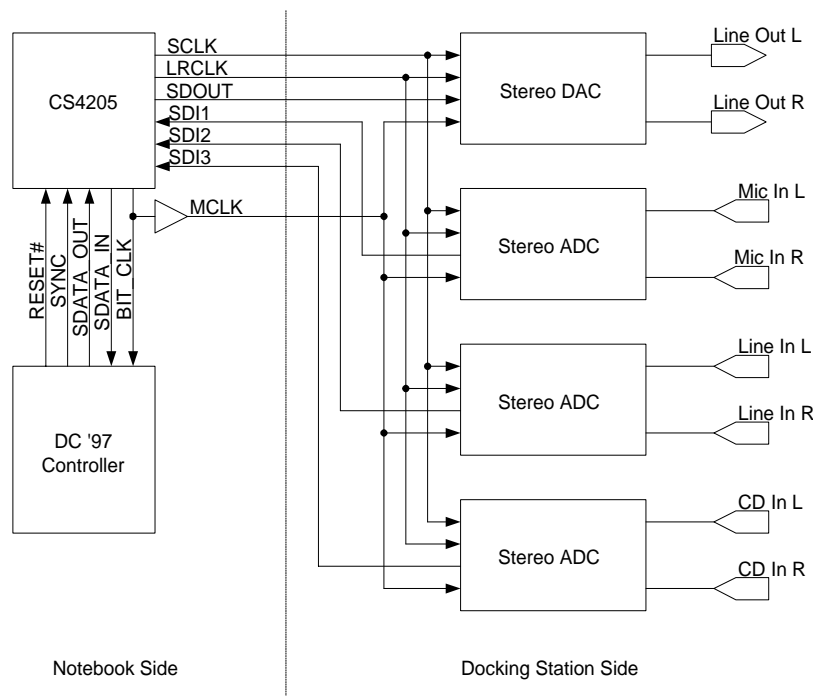 SCLK
LRCLK
SDOUT
SDI1
SDI2
SDI3
CS4205
MCLK
RESET#
SYNC
SDATA_OUT
SDATA_IN
BIT_CLK
DC '97
Controller
Stereo DAC
Line Out L
Line Out R
Stereo ADC
Mic In L
Mic In R
Stereo ADC
Line In L
Line In R
Stereo ADC
CD In L
CD In R
Notebook Side
Docking Station Side